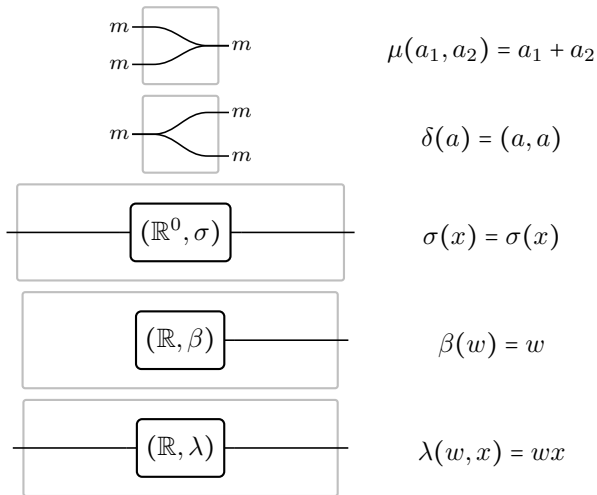 m
m m μ(a₁, a₂) = a₁ + a₂
m
m m δ(a) = (a, a)
m
(ℝ⁰, σ) σ(x) = σ(x)
(ℝ, β) β(w) = w
(ℝ, λ) λ(w, x) = wx